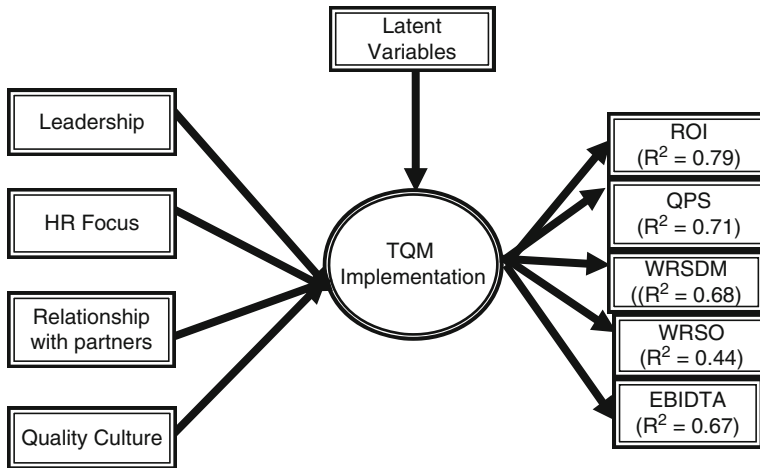 Latent
Variables
Leadership
HR Focus
Relationship
with partners
Quality Culture
TQM
Implementation
ROI
(R² = 0.79)
QPS
(R² = 0.71)
WRSDM
((R² = 0.68)
WRSO
(R² = 0.44)
EBIDTA
(R² = 0.67)